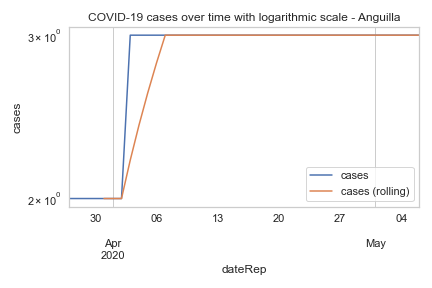 COVID-19 cases over time with logarithmic scale - Anguilla
3 × 10⁰
cases
2 × 10⁰
cases
cases (rolling)
30 06 13 20 27 04
Apr May
2020
dateRep